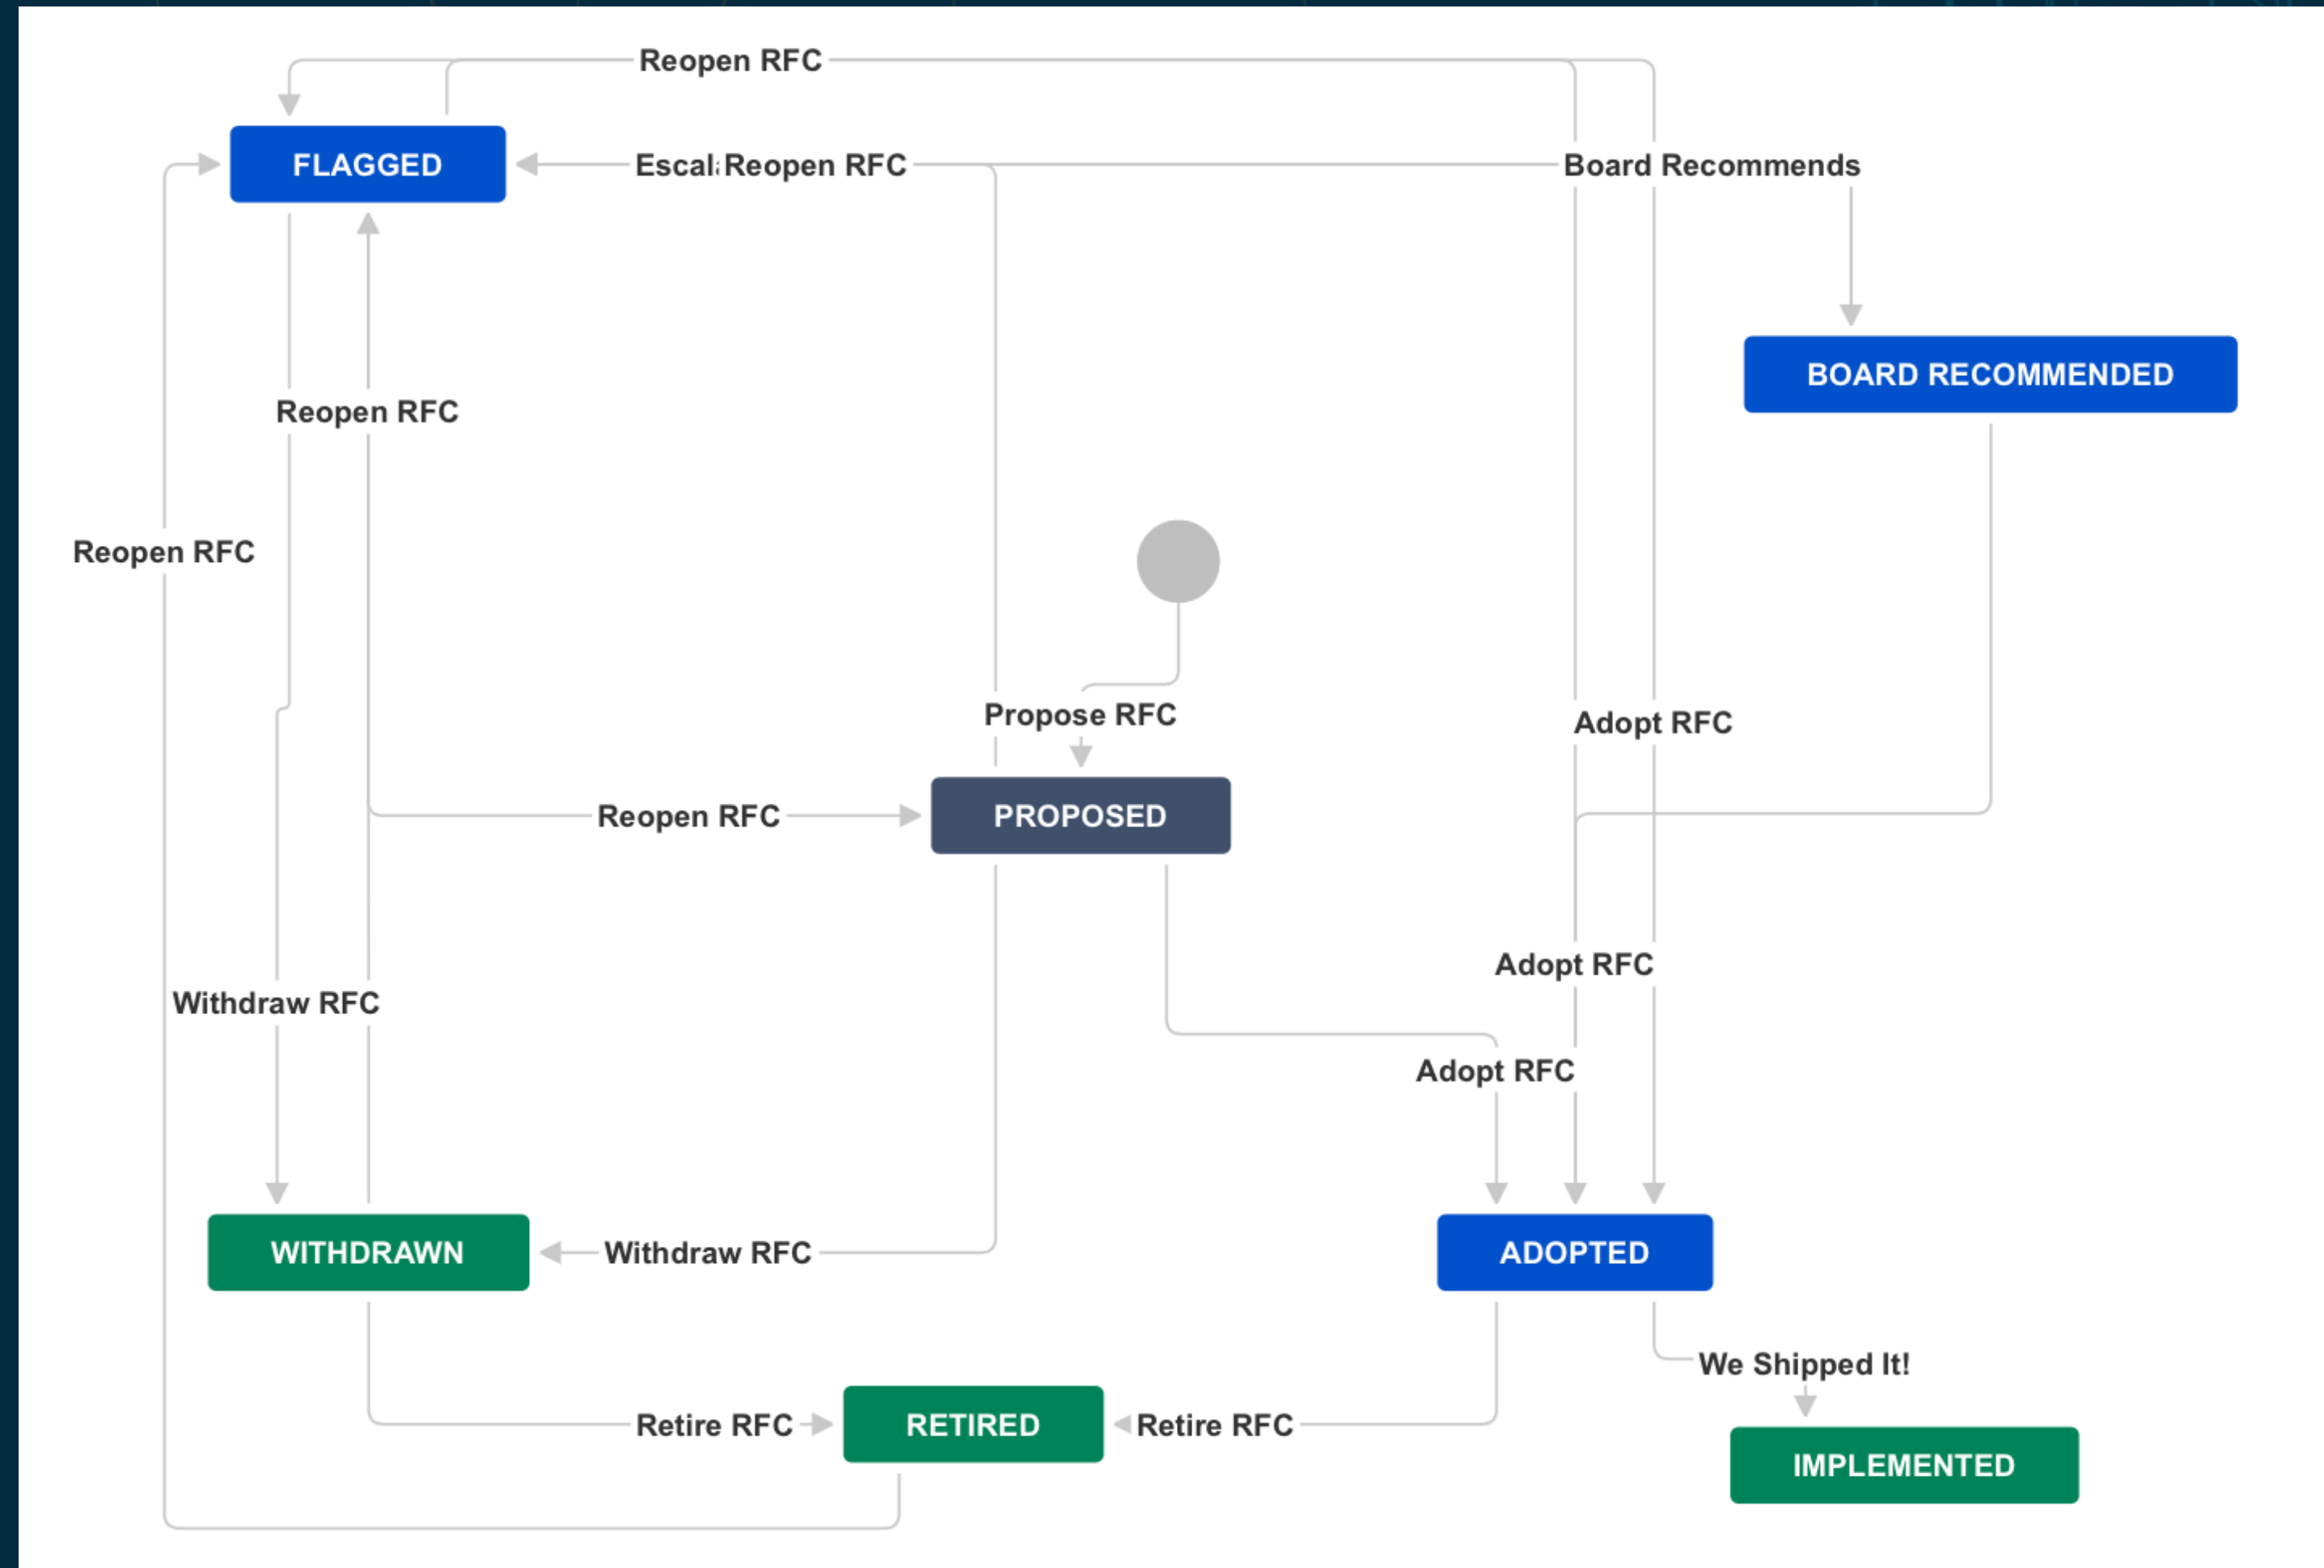 Reopen RFC
FLAGGED
Reopen RFC
Board Recommends
BOARD RECOMMENDED
Reopen RFC
Reopen RFC
Propose RFC
Adopt RFC
Reopen RFC
PROPOSED
Adopt RFC
Withdraw RFC
Adopt RFC
WITHDRAWN
Withdraw RFC
ADOPTED
We Shipped It!
Retire RFC
RETIRED
Retire RFC
IMPLEMENTED